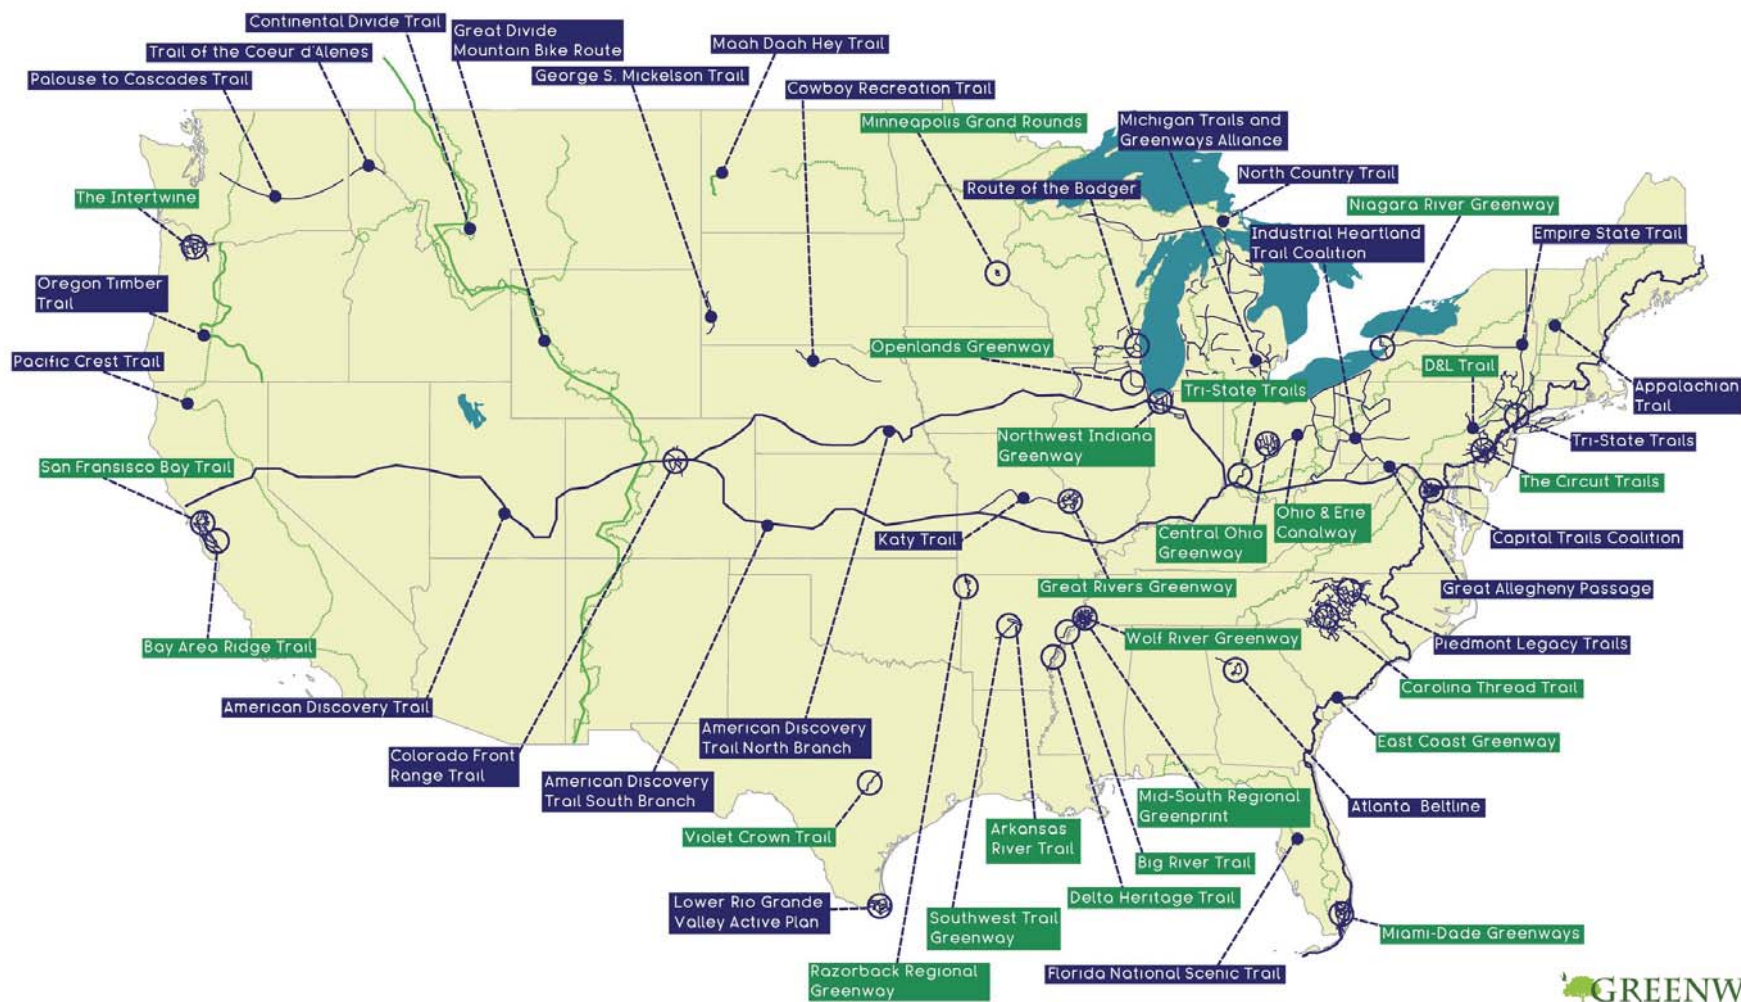 Continental Divide Trail
Great Divide
Mountain Bike Route
Trail of the Coeur d'Alenes
Palouse to Cascades Trail
Maah Daah Hey Trail
George S. Mickelson Trail
Cowboy Recreation Trail
Minneapolis Grand Rounds
Michigan Trails and
Greenways Alliance
North Country Trail
Route of the Badger
The Intertwine
Niagara River Greenway
Industrial Heartland
Trail Coalition
Empire State Trail
Oregon Timber
Trail
Openlands Greenway
Pacific Crest Trail
D&L Trail
Tri-State Trails
Appalachian
Trail
Northwest Indiana
Greenway
Tri-State Trails
San Fransisco Bay Trail
The Circuit Trails
Ohio & Erie
Canalway
Central Ohio
Greenway
Katy Trail
Capital Trails Coalition
Great Rivers Greenway
Great Allegheny Passage
Bay Area Ridge Trail
Wolf River Greenway
Piedmont Legacy Trails
Carolina Thread Trail
American Discovery Trail
American Discovery
Trail North Branch
East Coast Greenway
Colorado Front
Range Trail
American Discovery
Trail South Branch
Mid-South Regional
Greenprint
Atlanta Beltline
Violet Crown Trail
Arkansas
River Trail
Big River Trail
Delta Heritage Trail
Lower Rio Grande
Valley Active Plan
Southwest Trail
Greenway
Miami-Dade Greenways
Razorback Regional
Greenway
Florida National Scenic Trail
GREENW